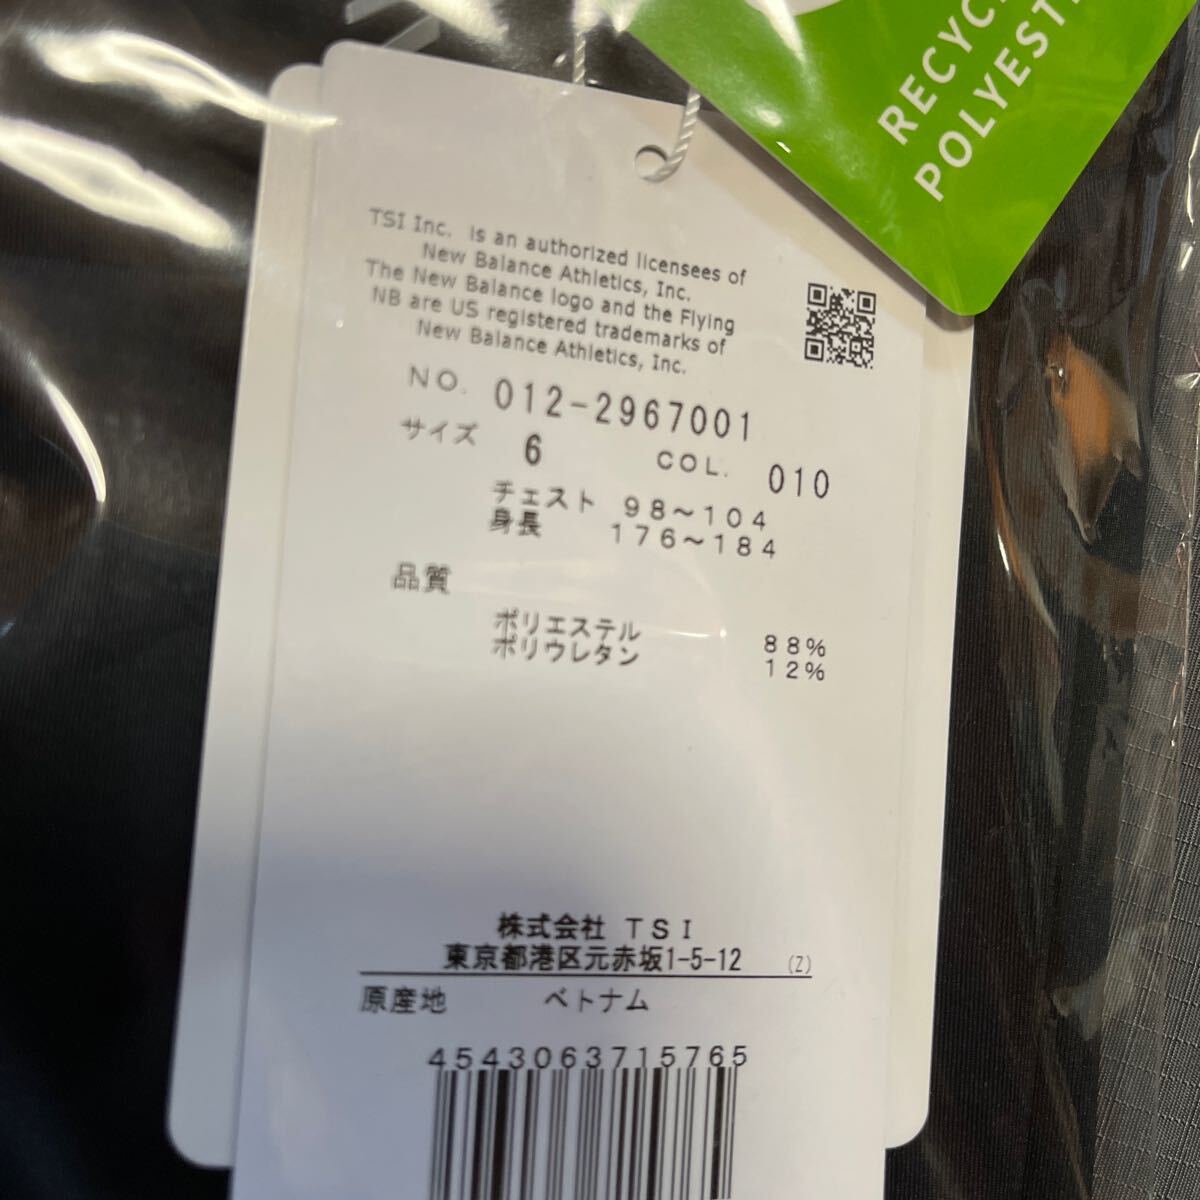 RECYC
POLYEST
TSI Inc. is an authorized licensees of
New Balance Athletics, Inc.
The New Balance logo and the Flying
NB are US registered trademarks of
New Balance Athletics, Inc.
NO. 012-2967001
サイズ 6 COL. 010
チェスト 98～104
身長 176～184
品質
ポリエステル 88%
ポリウレタン 12%
株式会社 TSI
東京都港区元赤坂1-5-12 (Z)
原産地 ベトナム
4543063715765